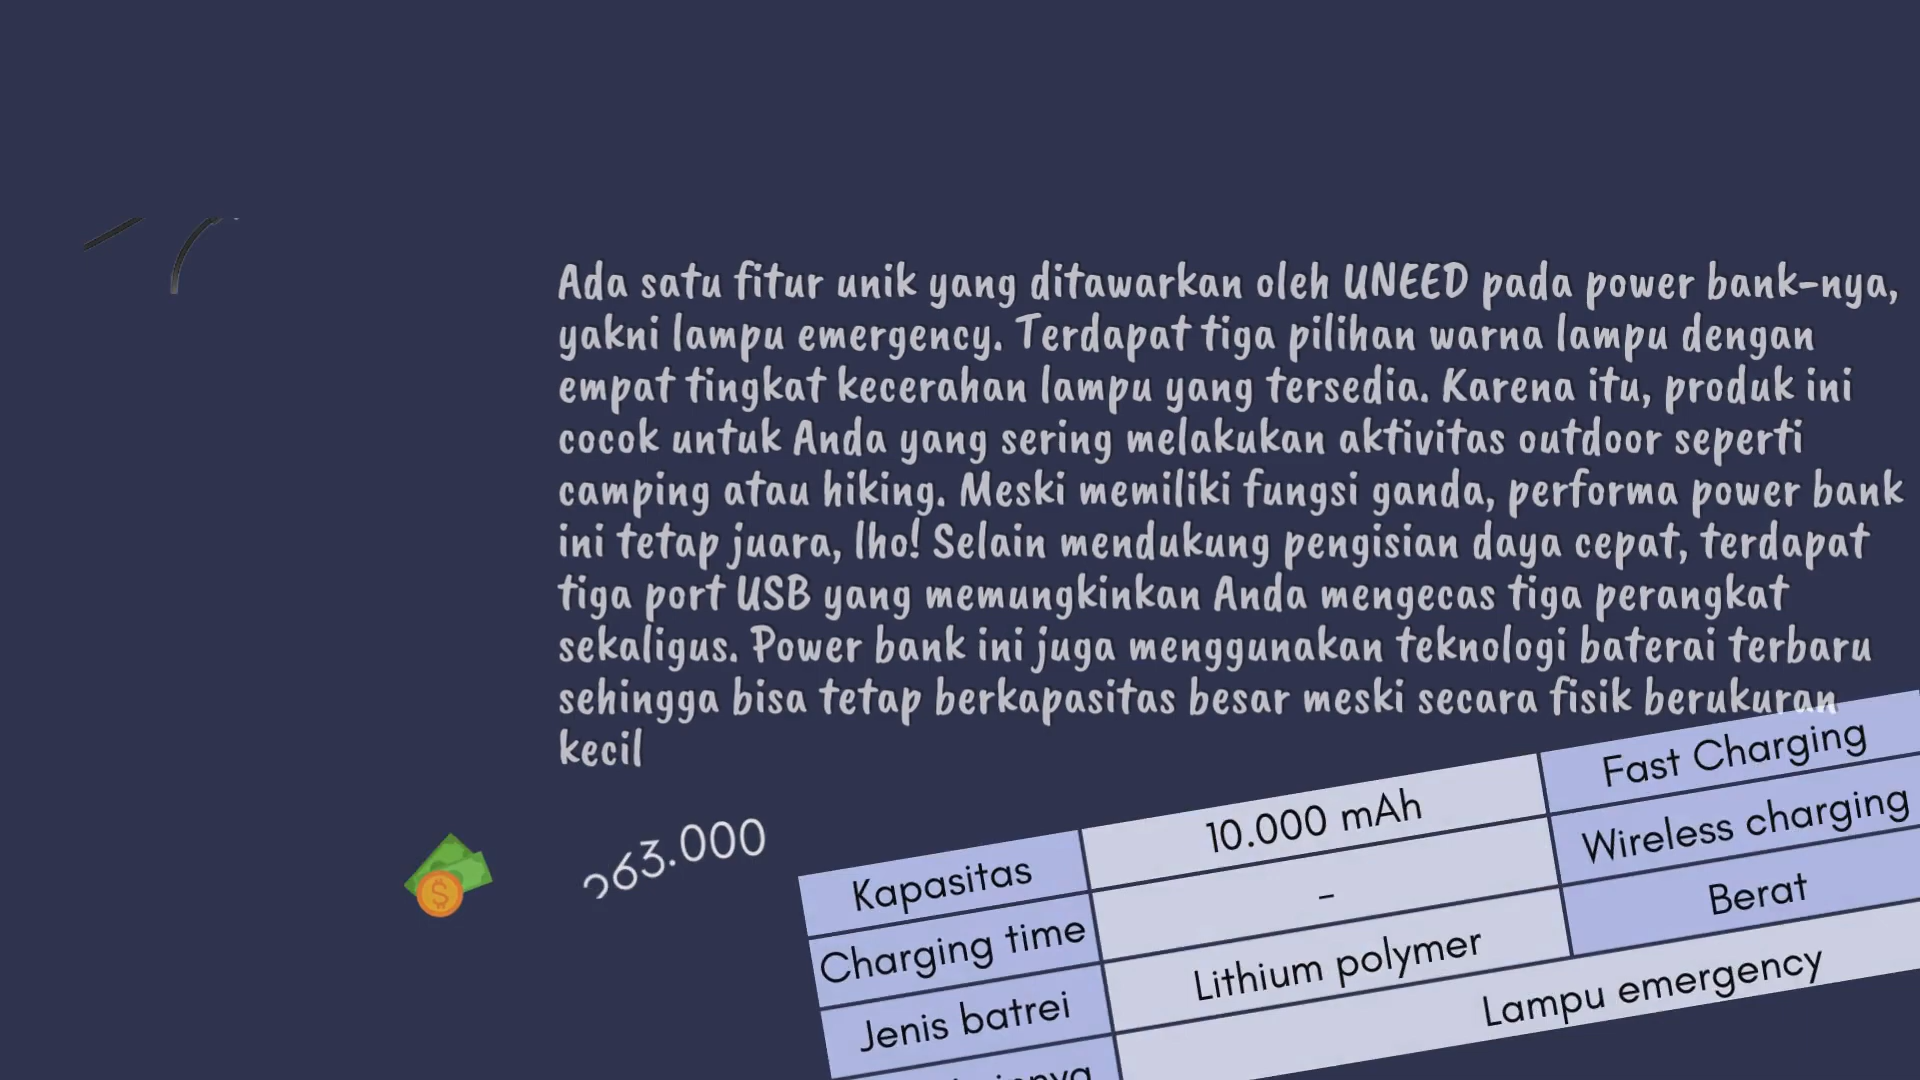 Ada satu fitur unik yang ditawarkan oleh UNEED pada power bank-nya,
yakni lampu emergency. Terdapat tiga pilihan warna lampu dengan
empat tingkat kecerahan lampu yang tersedia. Karena itu, produk ini
cocok untuk Anda yang sering melakukan aktivitas outdoor seperti
camping atau hiking. Meski memiliki fungsi ganda, performa power bank
ini tetap juara, lho! Selain mendukung pengisian daya cepat, terdapat
tiga port USB yang memungkinkan Anda mengecas tiga perangkat
sekaligus. Power bank ini juga menggunakan teknologi baterai terbaru
sehingga bisa tetap berkapasitas besar meski secara fisik berukuran
kecil
63.000
Kapasitas 10.000 mAh Fast Charging
Charging time - Wireless charging
Jenis batrei Lithium polymer Berat
Lampu emergency